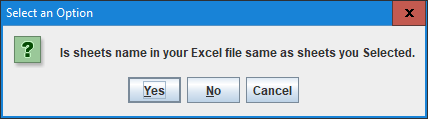 Select an Option
Is sheets name in your Excel file same as sheets you Selected.
Yes No Cancel